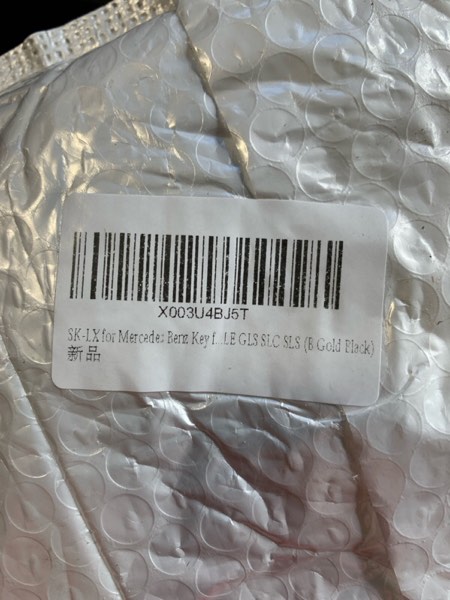 X003U4BJ5T
SK-LX for Mercedes Benz Key f...LE GLS SLC SLS (B Gold Black)
新品